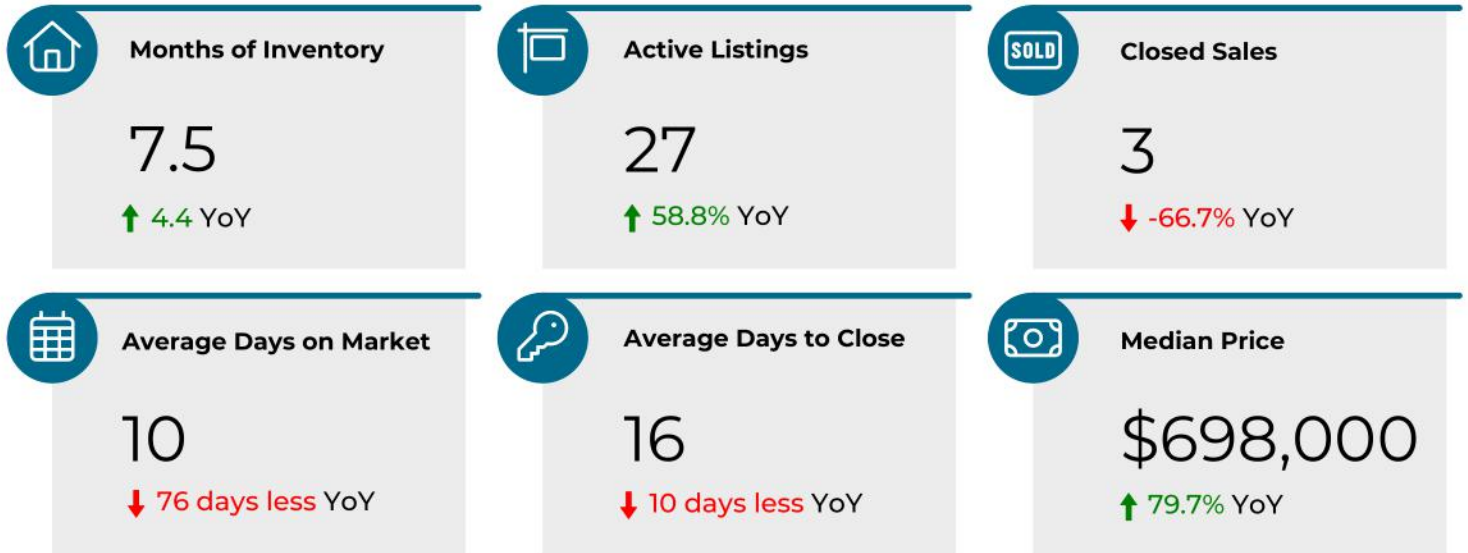 Months of Inventory
7.5
4.4 YoY
Active Listings
27
58.8% YoY
SOLD
Closed Sales
3
-66.7% YoY
Average Days on Market
10
76 days less YoY
Average Days to Close
16
10 days less YoY
Median Price
$698,000
79.7% YoY